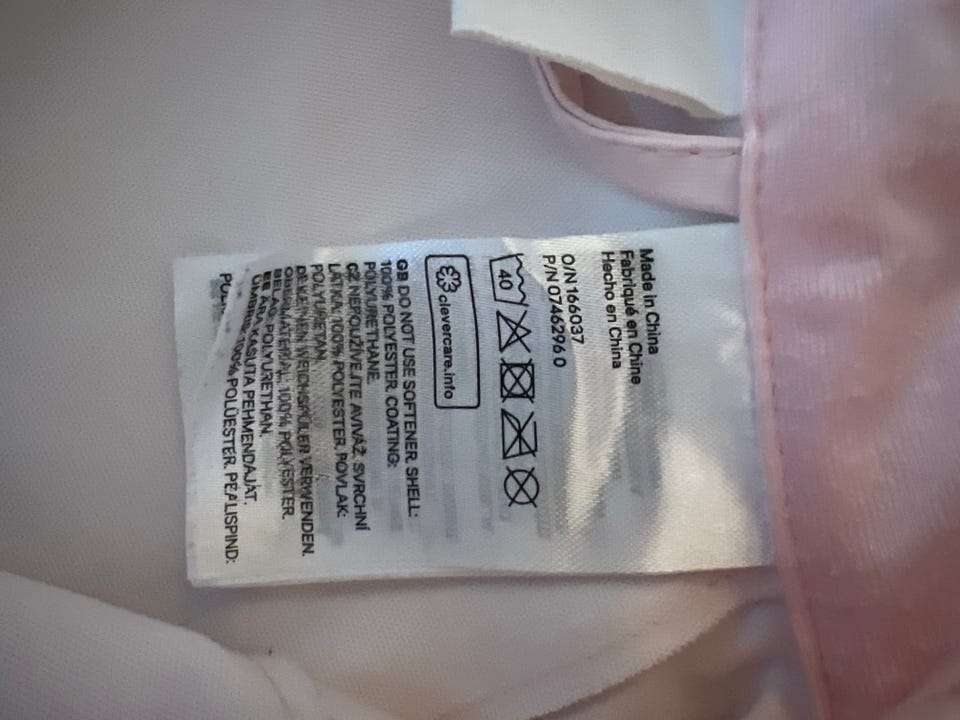 Made in China
Fabriqué en Chine
Hecho en China
O/N 166037
P/N 0746296 0
40
clevercare.info
GB DO NOT USE SOFTENER. SHELL:
100% POLYESTER. COATING:
POLYURETHANE.
CZ NEPOUŽÍVEJTE AVIVÁŽ. SVRCHNÍ
LÁTKA: 100% POLYESTER. POVLAK:
POLYURETAN.
DE KEINEN WEICHSPÜLER VERWENDEN.
OBERMATERIAL: 100% POLYESTER.
BELAG: POLYURETHAN.
EE ÄRA KASUTA PEHMENDAJAT.
ÜMBRIS: 100% POLÜESTER. PEALISPIND: